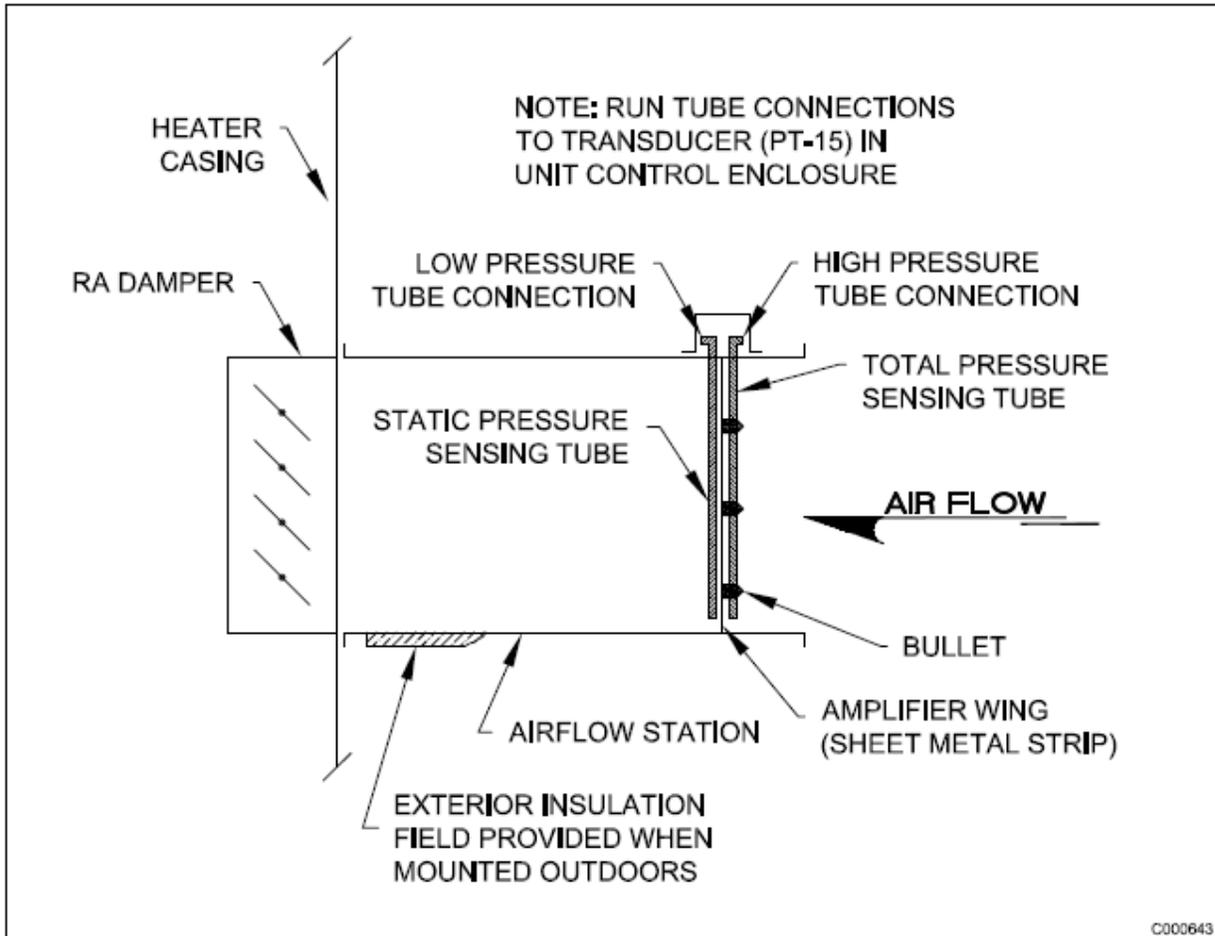 NOTE: RUN TUBE CONNECTIONS
TO TRANSDUCER (PT-15) IN
UNIT CONTROL ENCLOSURE
HEATER
CASING
RA DAMPER
LOW PRESSURE
TUBE CONNECTION
HIGH PRESSURE
TUBE CONNECTION
TOTAL PRESSURE
SENSING TUBE
STATIC PRESSURE
SENSING TUBE
AIR FLOW
BULLET
AMPLIFIER WING
(SHEET METAL STRIP)
AIRFLOW STATION
EXTERIOR INSULATION
FIELD PROVIDED WHEN
MOUNTED OUTDOORS
C000643